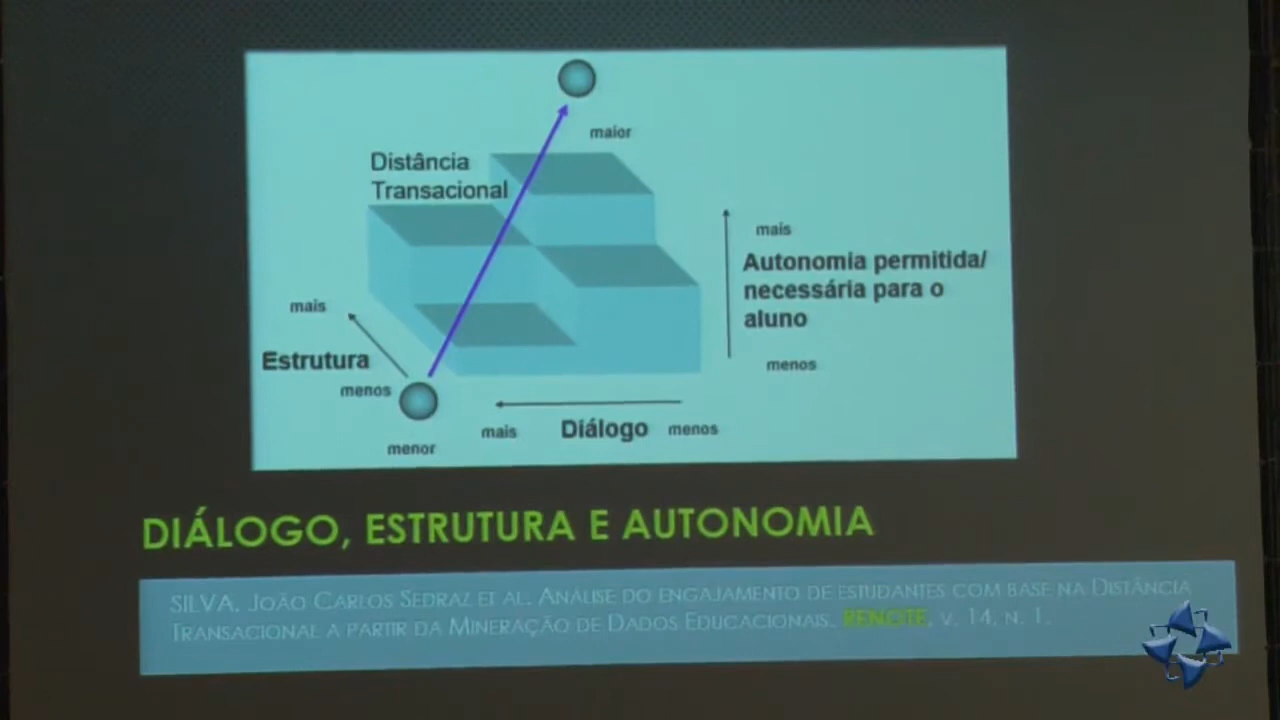 maior
Distância
Transacional
mais
Autonomia permitida/
necessária para o
aluno
menos
mais
Estrutura
menos
menor
mais
Diálogo
menos
DIÁLOGO, ESTRUTURA E AUTONOMIA
SILVA, JOÃO CARLOS SEDRAZ ET AL. ANÁLISE DO ENGAJAMENTO DE ESTUDANTES COM BASE NA DISTÂNCIA
TRANSACIONAL A PARTIR DA MINERAÇÃO DE DADOS EDUCACIONAIS. RENOTE, V. 14, N. 1.